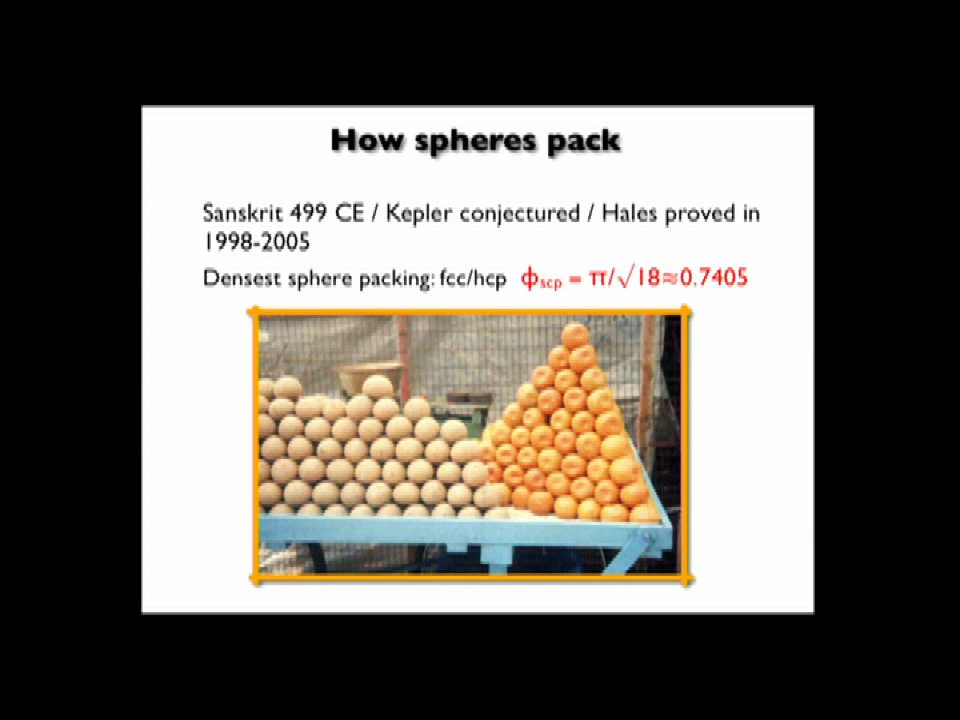 How spheres pack
Sanskrit 499 CE / Kepler conjectured / Hales proved in
1998-2005
Densest sphere packing: fcc/hcp ϕscp = π/√18≈0.7405